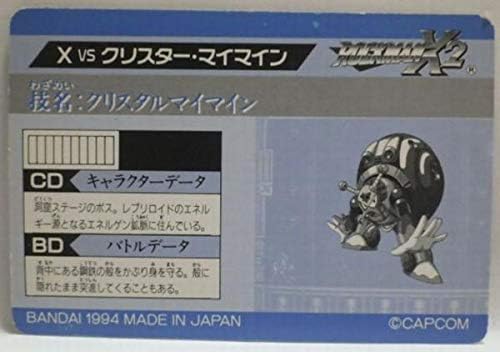 X VS クリスター・マイマイン
ROCKMAN X2
わざめい
技名：クリスタルマイマイン
CD キャラクターデータ
洞窟ステージのボス。レプリロイドのエネル
ギー源となるエネルゲン鉱脈に住んでいる。
BD バトルデータ
背中にある鋼鉄の殻をかぶり身を守る。殻に
隠れたまま突進してくることもある。
BANDAI 1994 MADE IN JAPAN
©CAPCOM